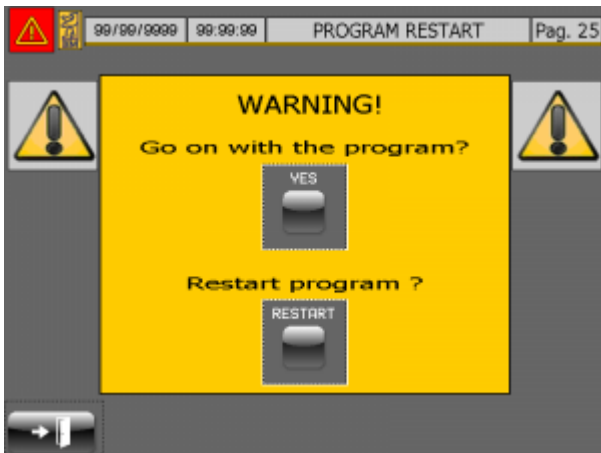 99/99/9999 99:99:99 PROGRAM RESTART Pag. 25
WARNING!
Go on with the program?
YES
Restart program ?
RESTART